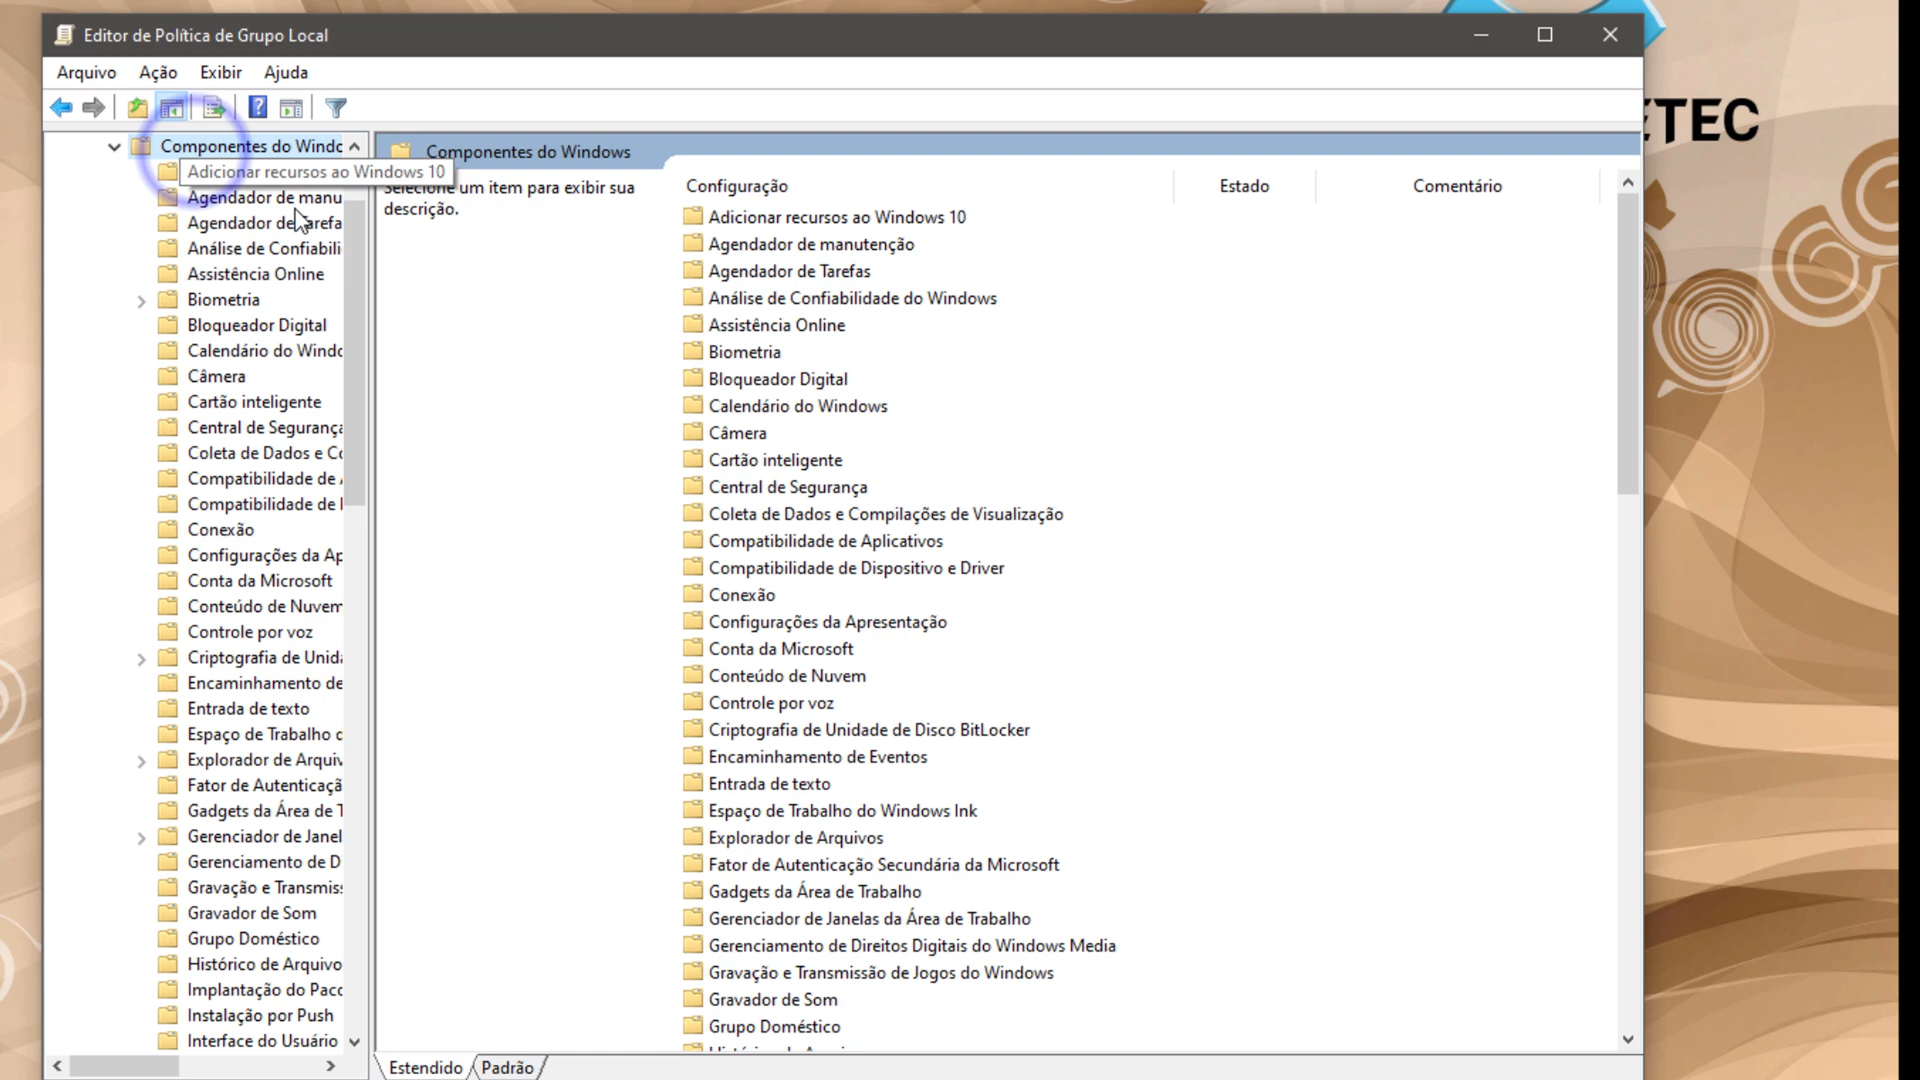 Editor de Política de Grupo Local
Arquivo
Ação
Exibir
Ajuda
ETEC
Componentes do Windo
Adicionar recursos ao Windows 10
Agendador de manu
Agendador de Tarefa
Análise de Confiabili
Assistência Online
Biometria
Bloqueador Digital
Calendário do Windo
Câmera
Cartão inteligente
Central de Segurança
Coleta de Dados e Co
Compatibilidade de
Compatibilidade de
Conexão
Configurações da Ap
Conta da Microsoft
Conteúdo de Nuvem
Controle por voz
Criptografia de Unida
Encaminhamento de
Entrada de texto
Espaço de Trabalho d
Explorador de Arquiv
Fator de Autenticaçã
Gadgets da Área de T
Gerenciador de Janel
Gerenciamento de D
Gravação e Transmiss
Gravador de Som
Grupo Doméstico
Histórico de Arquivo
Implantação do Paco
Instalação por Push
Interface do Usuário
Componentes do Windows
Selecione um item para exibir sua
descrição.
Configuração
Estado
Comentário
Adicionar recursos ao Windows 10
Agendador de manutenção
Agendador de Tarefas
Análise de Confiabilidade do Windows
Assistência Online
Biometria
Bloqueador Digital
Calendário do Windows
Câmera
Cartão inteligente
Central de Segurança
Coleta de Dados e Compilações de Visualização
Compatibilidade de Aplicativos
Compatibilidade de Dispositivo e Driver
Conexão
Configurações da Apresentação
Conta da Microsoft
Conteúdo de Nuvem
Controle por voz
Criptografia de Unidade de Disco BitLocker
Encaminhamento de Eventos
Entrada de texto
Espaço de Trabalho do Windows Ink
Explorador de Arquivos
Fator de Autenticação Secundária da Microsoft
Gadgets da Área de Trabalho
Gerenciador de Janelas da Área de Trabalho
Gerenciamento de Direitos Digitais do Windows Media
Gravação e Transmissão de Jogos do Windows
Gravador de Som
Grupo Doméstico
Estendido
Padrão